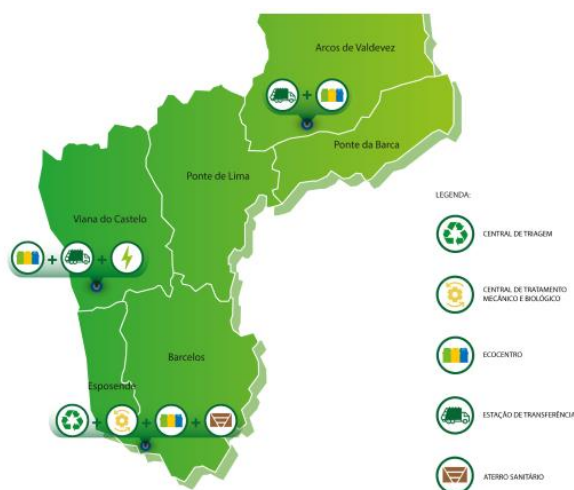 Arcos de Valdevez
Ponte da Barca
Ponte de Lima
Viana do Castelo
Barcelos
Esposende
LEGENDA:
CENTRAL DE TRIAGEM
CENTRAL DE TRATAMENTO
MECÂNICO E BIOLÓGICO
ECOCENTRO
ESTAÇÃO DE TRANSFERÊNCIA
ATERRO SANITÁRIO